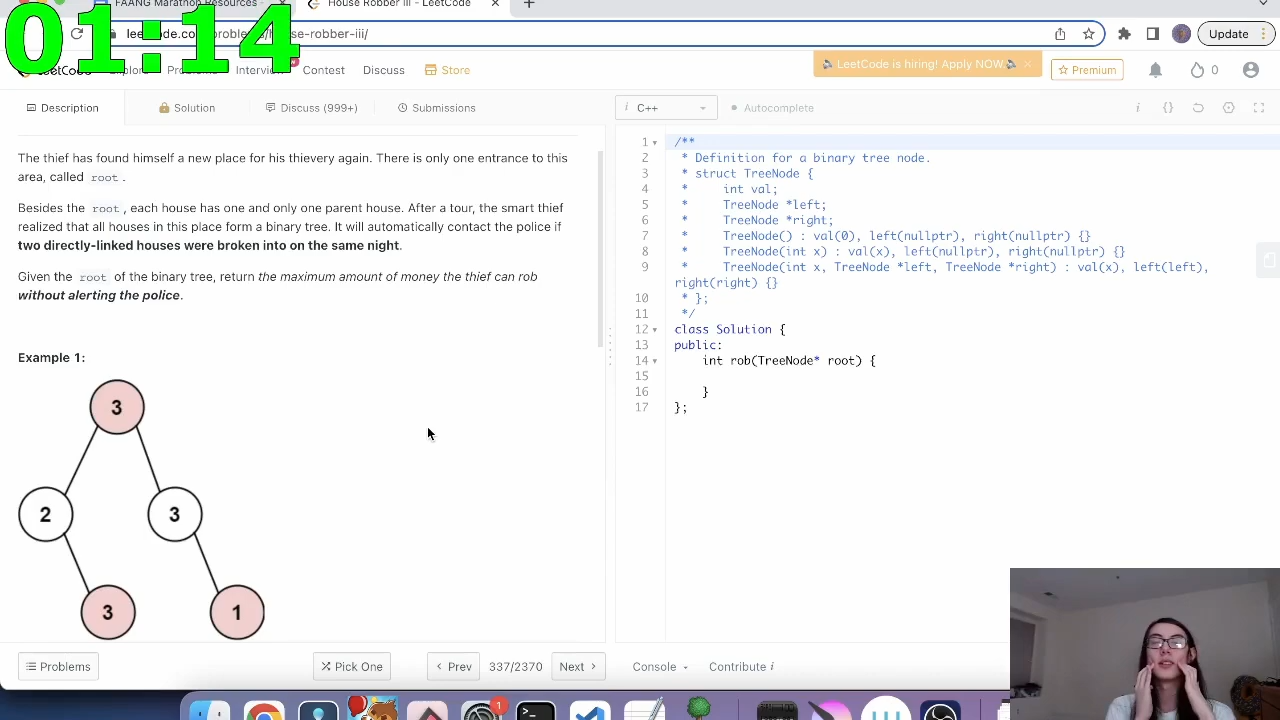 FAANG Marathon Resources -
House Robber III - LeetCode
01:14
/house-robber-iii/
Update
Contest
Discuss
Store
LeetCode is hiring! Apply NOW.
Premium
0
Description
Solution
Discuss (999+)
Submissions
i C++
Autocomplete
The thief has found himself a new place for his thievery again. There is only one entrance to this
area, called root .
Besides the root , each house has one and only one parent house. After a tour, the smart thief
realized that all houses in this place form a binary tree. It will automatically contact the police if
two directly-linked houses were broken into on the same night.
Given the root of the binary tree, return the maximum amount of money the thief can rob
without alerting the police.
Example 1:
3
2
3
3
1
1 /**
2 * Definition for a binary tree node.
3 * struct TreeNode {
4 * int val;
5 * TreeNode *left;
6 * TreeNode *right;
7 * TreeNode() : val(0), left(nullptr), right(nullptr) {}
8 * TreeNode(int x) : val(x), left(nullptr), right(nullptr) {}
9 * TreeNode(int x, TreeNode *left, TreeNode *right) : val(x), left(left),
right(right) {}
10 * };
11 */
12 class Solution {
13 public:
14 int rob(TreeNode* root) {
15
16 }
17 };
Problems
Pick One
Prev
337/2370
Next
Console
Contribute i
1